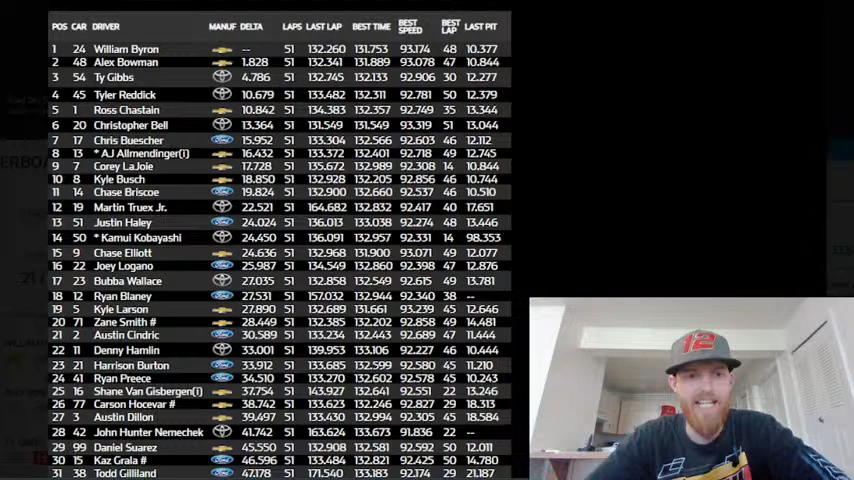 POS CAR DRIVER MANUF DELTA LAPS LAST LAP BEST TIME BEST SPEED BEST LAP LAST PIT
1 24 William Byron -- 51 132.260 131.753 93.174 48 10.377
2 48 Alex Bowman 1.828 51 132.341 131.889 93.078 47 10.844
3 54 Ty Gibbs 4.786 51 132.745 132.133 92.906 30 12.277
4 45 Tyler Reddick 10.679 51 133.482 132.311 92.781 50 12.379
5 1 Ross Chastain 10.842 51 134.383 132.357 92.749 35 13.344
6 20 Christopher Bell 13.364 51 131.549 131.549 93.319 51 13.044
7 17 Chris Buescher 15.952 51 133.304 132.566 92.603 46 12.112
8 13 * AJ Allmendinger(i) 16.432 51 133.372 132.401 92.718 49 12.745
9 7 Corey LaJoie 17.728 51 135.672 132.989 92.308 14 10.844
10 8 Kyle Busch 18.850 51 132.928 132.205 92.856 46 10.744
11 14 Chase Briscoe 19.824 51 132.900 132.660 92.537 46 10.510
12 19 Martin Truex Jr. 22.521 51 164.682 132.832 92.417 40 17.651
13 51 Justin Haley 24.024 51 136.013 133.038 92.274 48 13.446
14 50 * Kamui Kobayashi 24.450 51 136.091 132.957 92.331 14 98.353
15 9 Chase Elliott 24.636 51 132.968 131.900 93.071 49 12.077
16 22 Joey Logano 25.987 51 134.549 132.860 92.398 47 12.876
17 23 Bubba Wallace 27.035 51 132.858 132.549 92.615 49 13.781
18 12 Ryan Blaney 27.531 51 157.032 132.944 92.340 38 --
19 5 Kyle Larson 27.890 51 132.689 131.661 93.239 45 12.646
20 71 Zane Smith # 28.449 51 132.385 132.202 92.858 49 14.481
21 2 Austin Cindric 30.589 51 133.234 132.443 92.689 47 11.444
22 11 Denny Hamlin 33.001 51 139.953 133.106 92.227 46 10.444
23 21 Harrison Burton 33.912 51 133.685 132.599 92.580 45 11.210
24 41 Ryan Preece 34.510 51 133.270 132.602 92.578 45 10.243
25 16 Shane Van Gisbergen(i) 37.754 51 143.927 132.641 92.551 22 13.246
26 77 Carson Hocevar # 38.742 51 133.623 132.246 92.827 29 18.313
27 3 Austin Dillon 39.497 51 133.430 132.994 92.305 45 18.584
28 42 John Hunter Nemechek 41.742 51 163.624 133.673 91.836 22 --
29 99 Daniel Suarez 45.550 51 132.908 132.581 92.592 50 12.011
30 15 Kaz Grala # 46.596 51 133.484 132.821 92.425 50 14.780
31 38 Todd Gilliland 47.178 51 171.540 133.183 92.174 29 21.187
12